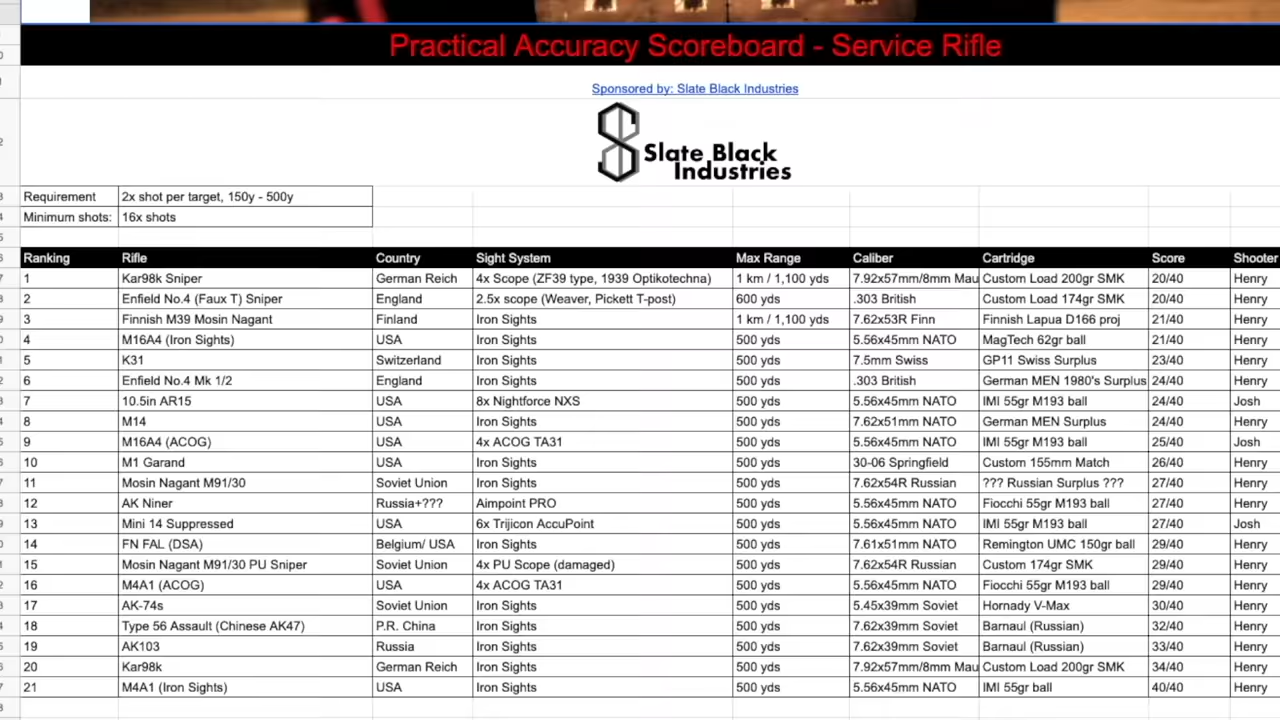 Practical Accuracy Scoreboard - Service Rifle
Sponsored by: Slate Black Industries
Slate Black
Industries
Requirement 2x shot per target, 150y - 500y
Minimum shots: 16x shots
Ranking Rifle Country Sight System Max Range Caliber Cartridge Score Shooter
1 Kar98k Sniper German Reich 4x Scope (ZF39 type, 1939 Optikotechna) 1 km / 1,100 yds 7.92x57mm/8mm Mau Custom Load 200gr SMK 20/40 Henry
2 Enfield No.4 (Faux T) Sniper England 2.5x scope (Weaver, Pickett T-post) 600 yds .303 British Custom Load 174gr SMK 20/40 Henry
3 Finnish M39 Mosin Nagant Finland Iron Sights 1 km / 1,100 yds 7.62x53R Finn Finnish Lapua D166 proj 21/40 Henry
4 M16A4 (Iron Sights) USA Iron Sights 500 yds 5.56x45mm NATO MagTech 62gr ball 21/40 Henry
5 K31 Switzerland Iron Sights 500 yds 7.5mm Swiss GP11 Swiss Surplus 23/40 Henry
6 Enfield No.4 Mk 1/2 England Iron Sights 500 yds .303 British German MEN 1980's Surplus 24/40 Henry
7 10.5in AR15 USA 8x Nightforce NXS 500 yds 5.56x45mm NATO IMI 55gr M193 ball 24/40 Josh
8 M14 USA Iron Sights 500 yds 7.62x51mm NATO German MEN Surplus 24/40 Henry
9 M16A4 (ACOG) USA 4x ACOG TA31 500 yds 5.56x45mm NATO IMI 55gr M193 ball 25/40 Josh
10 M1 Garand USA Iron Sights 500 yds 30-06 Springfield Custom 155mm Match 26/40 Henry
11 Mosin Nagant M91/30 Soviet Union Iron Sights 500 yds 7.62x54R Russian ??? Russian Surplus ??? 27/40 Henry
12 AK Niner Russia+??? Aimpoint PRO 500 yds 5.56x45mm NATO Fiocchi 55gr M193 ball 27/40 Henry
13 Mini 14 Suppressed USA 6x Trijicon AccuPoint 500 yds 5.56x45mm NATO IMI 55gr M193 ball 27/40 Josh
14 FN FAL (DSA) Belgium/ USA Iron Sights 500 yds 7.61x51mm NATO Remington UMC 150gr ball 29/40 Henry
15 Mosin Nagant M91/30 PU Sniper Soviet Union 4x PU Scope (damaged) 500 yds 7.62x54R Russian Custom 174gr SMK 29/40 Henry
16 M4A1 (ACOG) USA 4x ACOG TA31 500 yds 5.56x45mm NATO Fiocchi 55gr M193 ball 29/40 Henry
17 AK-74s Soviet Union Iron Sights 500 yds 5.45x39mm Soviet Hornady V-Max 30/40 Henry
18 Type 56 Assault (Chinese AK47) P.R. China Iron Sights 500 yds 7.62x39mm Soviet Barnaul (Russian) 32/40 Henry
19 AK103 Russia Iron Sights 500 yds 7.62x39mm Soviet Barnaul (Russian) 33/40 Henry
20 Kar98k German Reich Iron Sights 500 yds 7.92x57mm/8mm Mau Custom Load 200gr SMK 34/40 Henry
21 M4A1 (Iron Sights) USA Iron Sights 500 yds 5.56x45mm NATO IMI 55gr ball 40/40 Henry